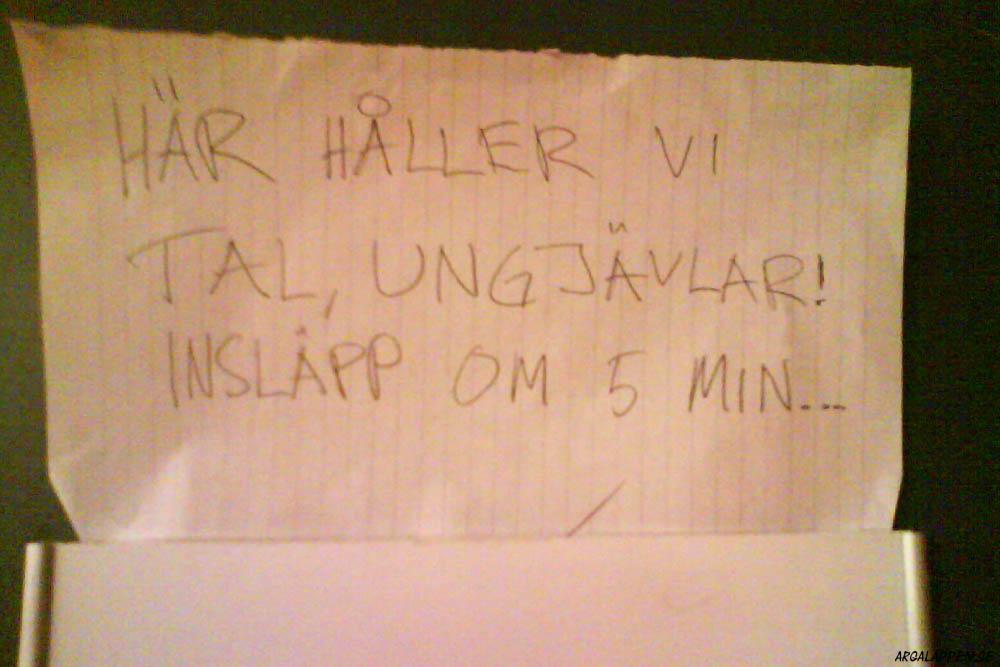 HÄR HÅLLER VI
TAL, UNGJÄVLAR!
INSLÄPP OM 5 MIN...
ARGALAPPEN.SE